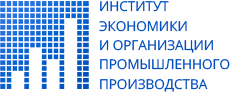 ИНСТИТУТ
ЭКОНОМИКИ
И ОРГАНИЗАЦИИ
ПРОМЫШЛЕННОГО
ПРОИЗВОДСТВА